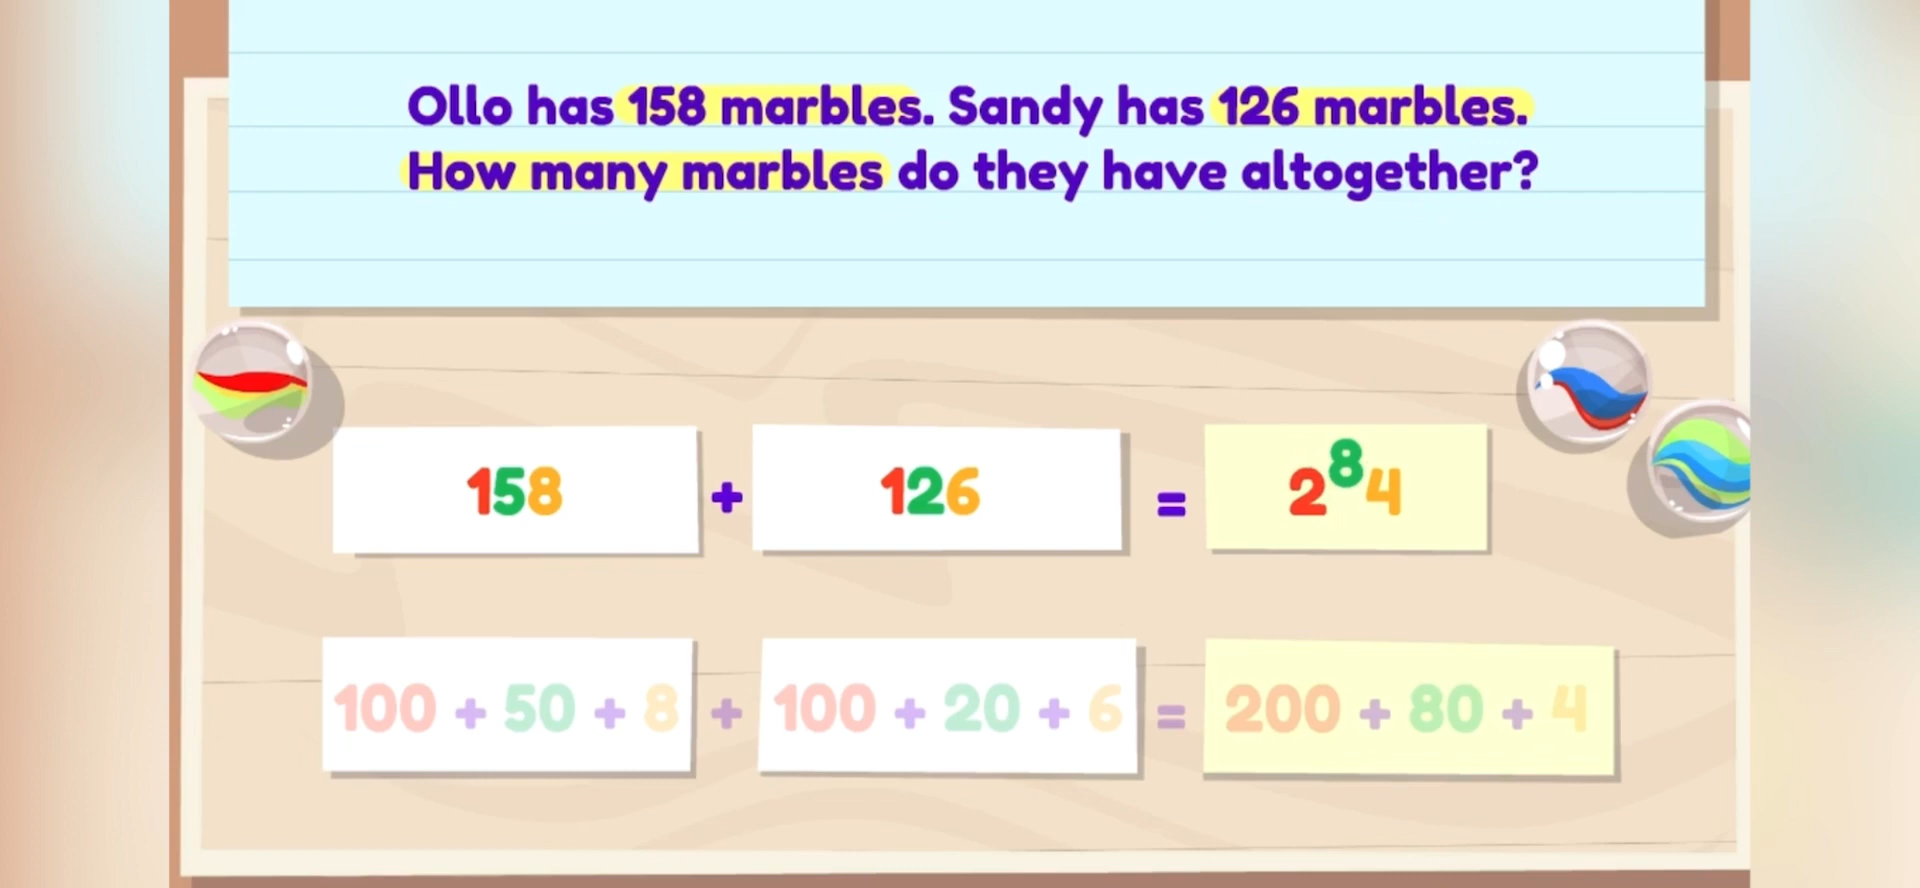 Ollo has 158 marbles. Sandy has 126 marbles.
How many marbles do they have altogether?
158 + 126 = 284
100 + 50 + 8 + 100 + 20 + 6 = 200 + 80 + 4